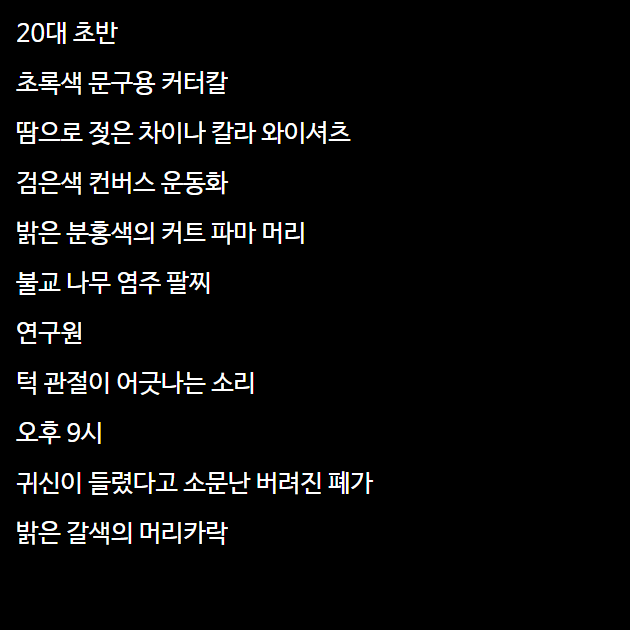 20대 초반
초록색 문구용 커터칼
땀으로 젖은 차이나 칼라 와이셔츠
검은색 컨버스 운동화
밝은 분홍색의 커트 파마 머리
불교 나무 염주 팔찌
연구원
턱 관절이 어긋나는 소리
오후 9시
귀신이 들렸다고 소문난 버려진 폐가
밝은 갈색의 머리카락